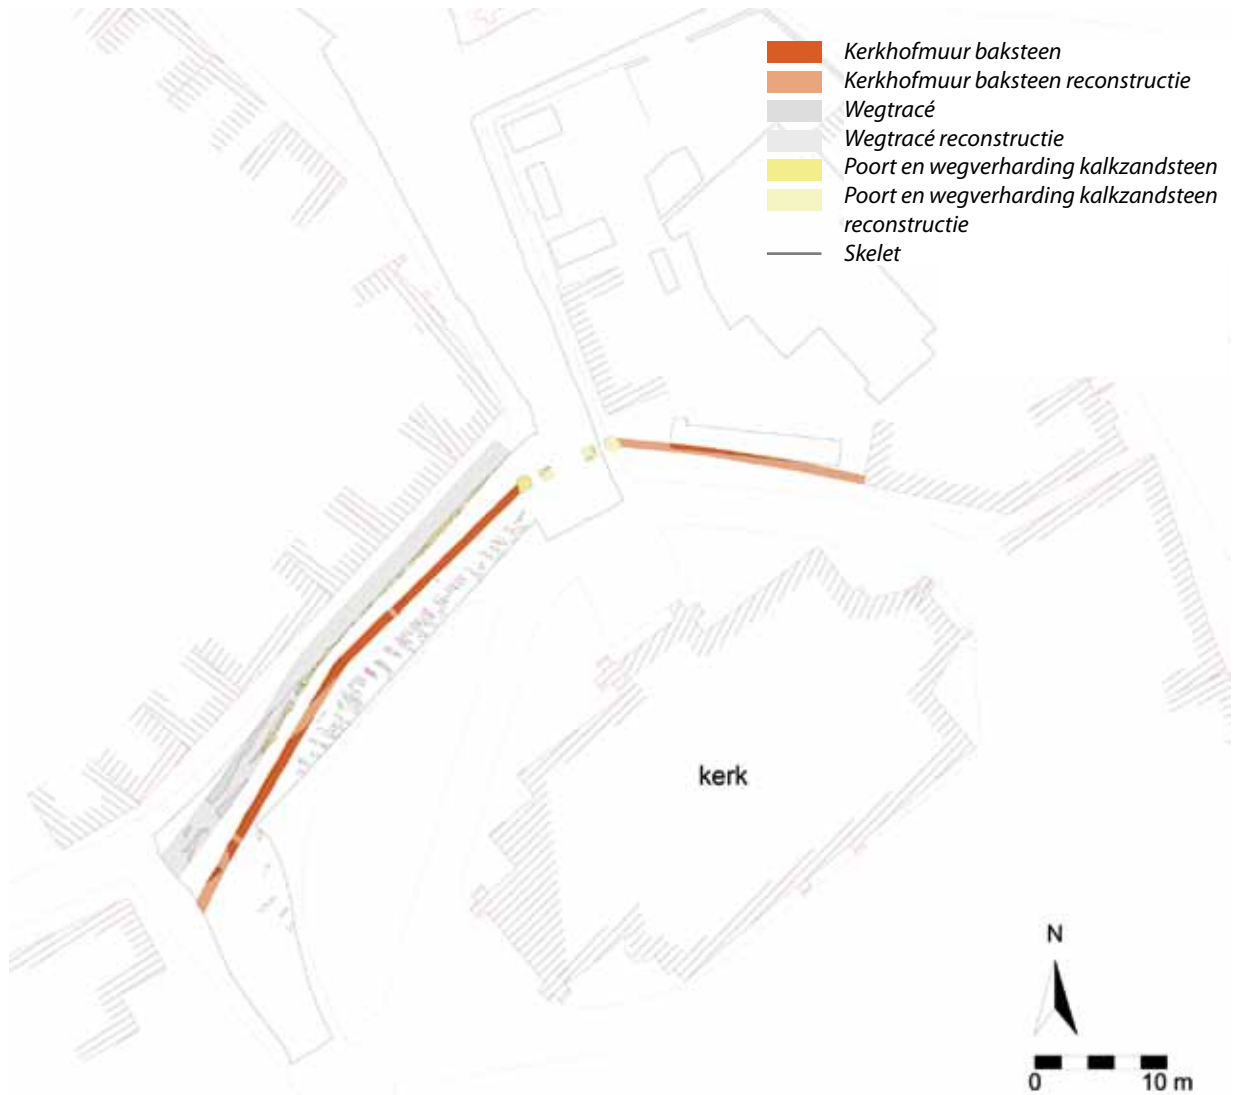 Kerkhofmuur baksteen
Kerkhofmuur baksteen reconstructie
Wegtracé
Wegtracé reconstructie
Poort en wegverharding kalkzandsteen
Poort en wegverharding kalkzandsteen
reconstructie
Skelet
kerk
N
0 10 m